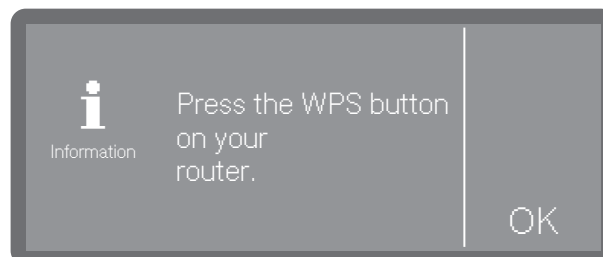 Information
Press the WPS button
on your
router.
OK